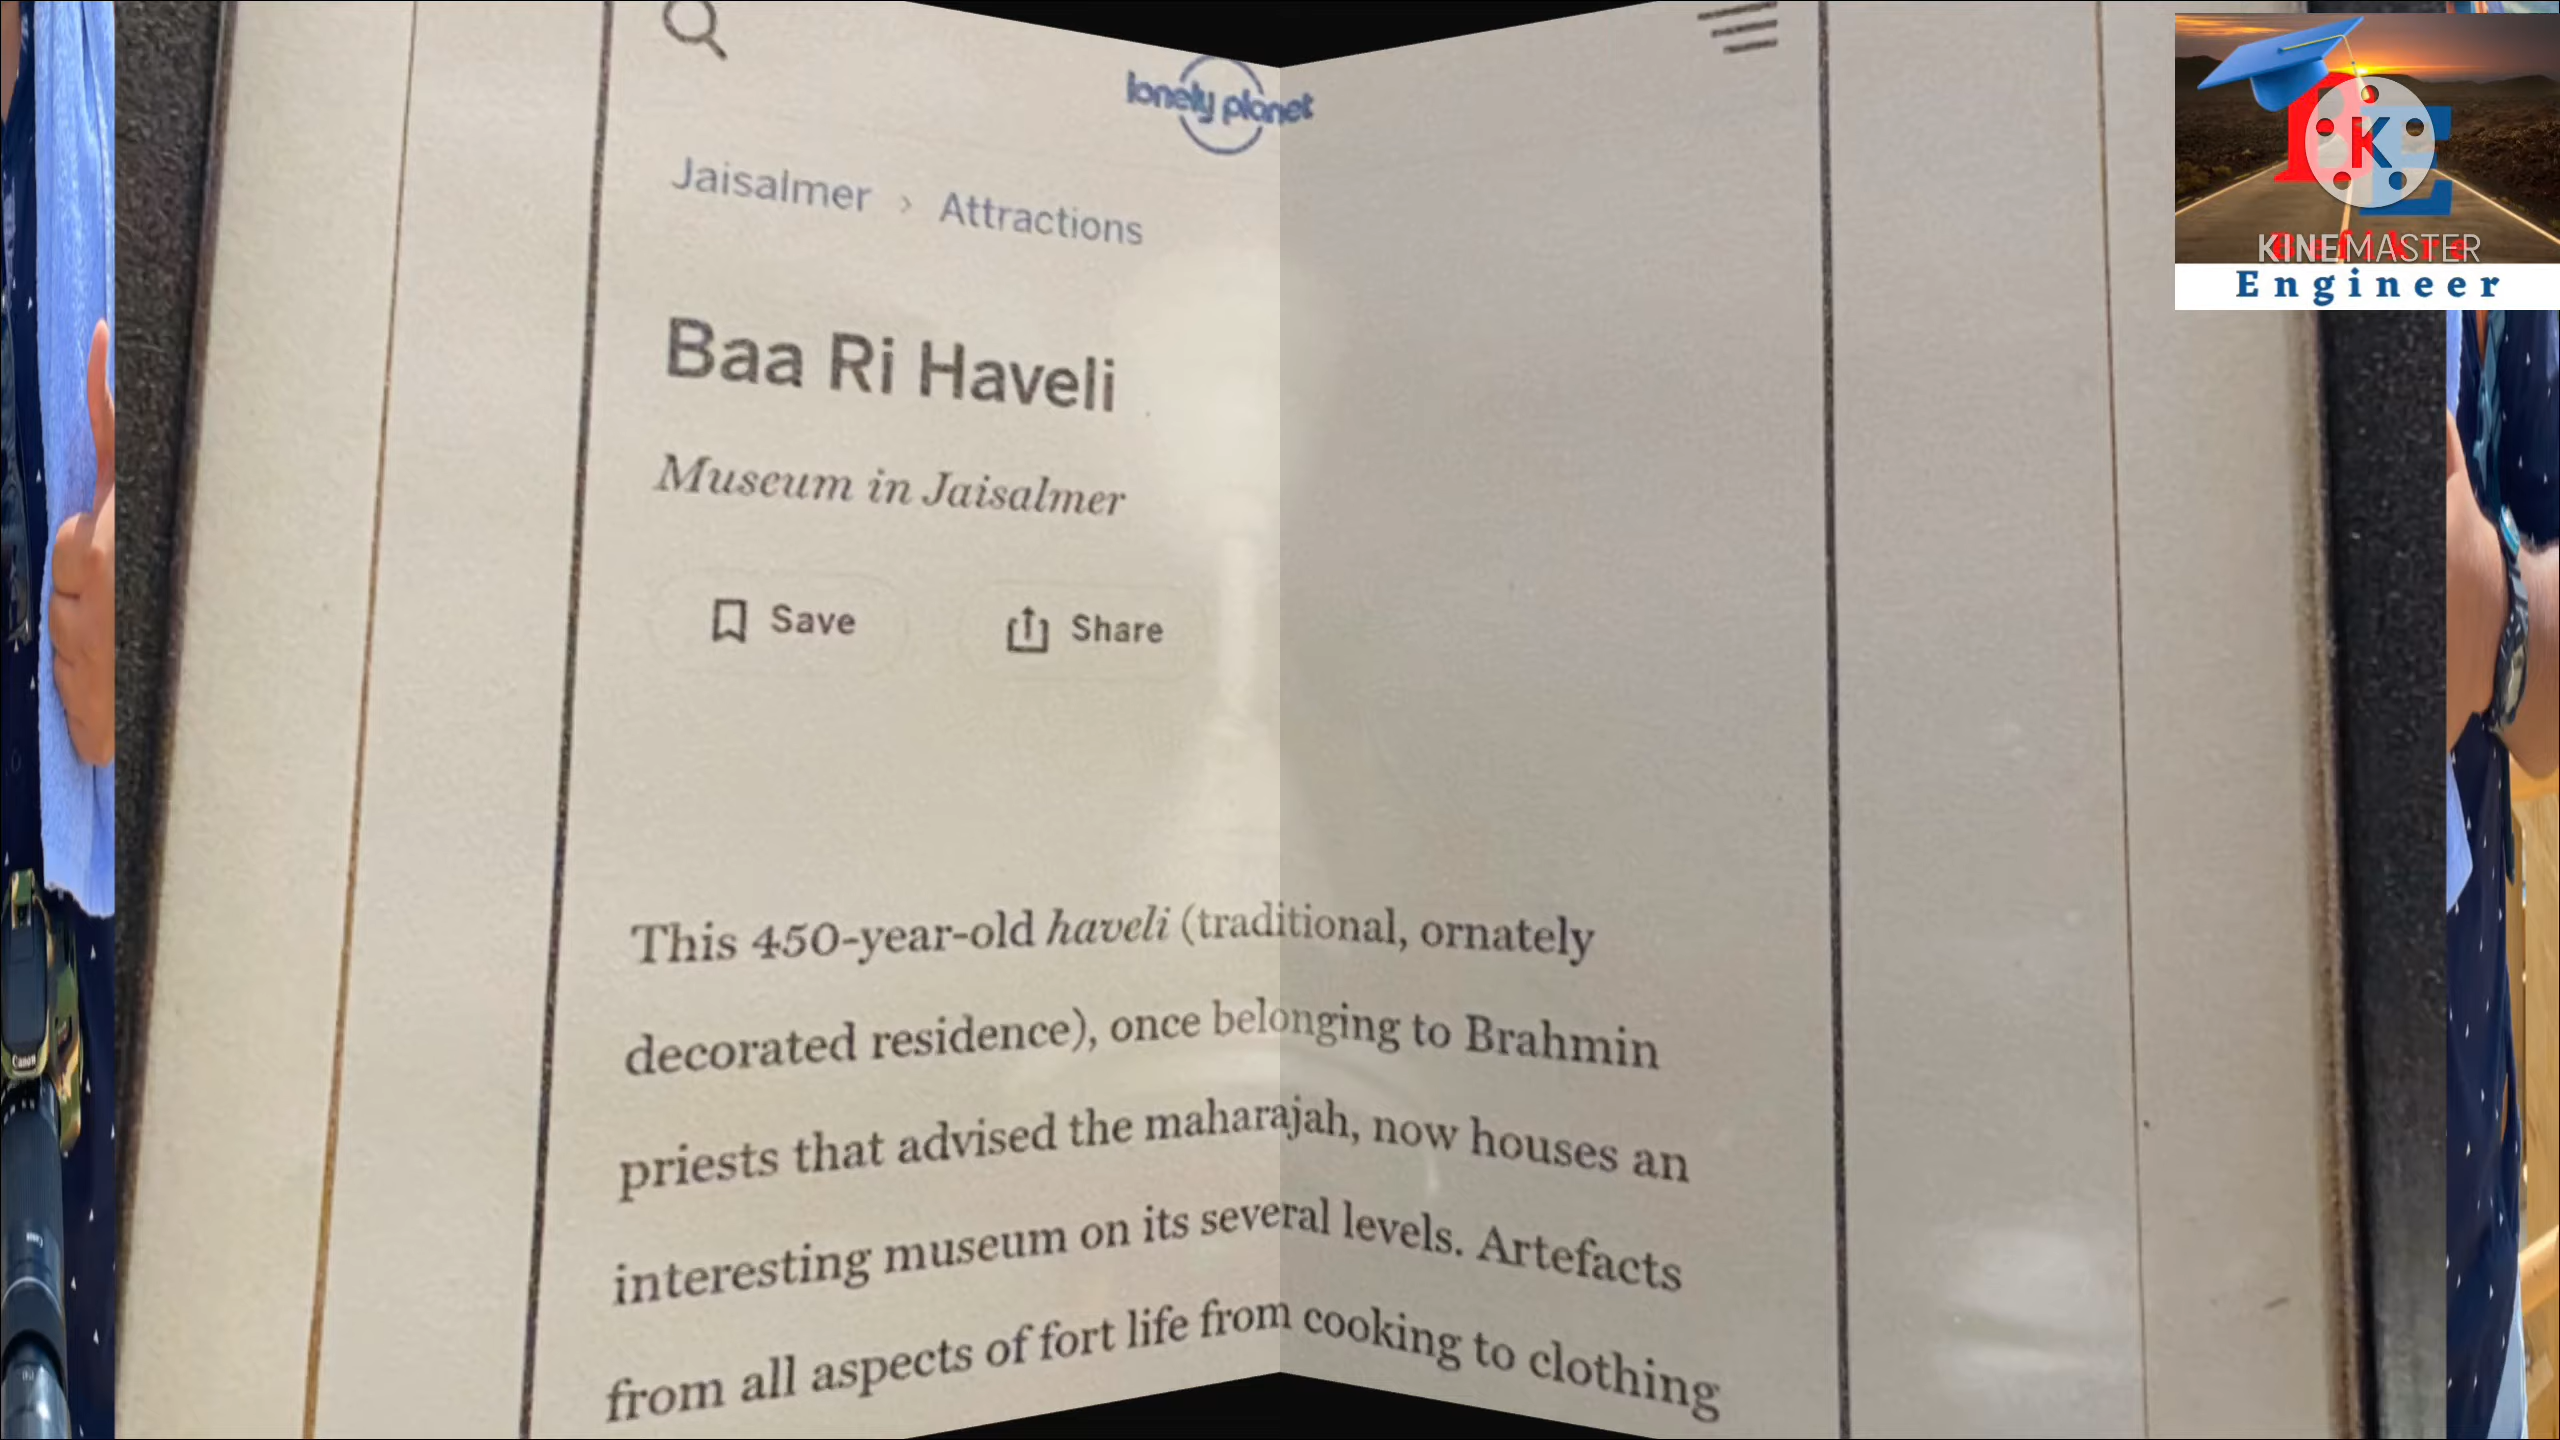 lonely planet
Jaisalmer > Attractions
Baa Ri Haveli
Museum in Jaisalmer
Save Share
This 450-year-old haveli (traditional, ornately
decorated residence), once belonging to Brahmin
priests that advised the maharajah, now houses an
interesting museum on its several levels. Artefacts
from all aspects of fort life from cooking to clothing
K
E
KINEMASTER
Engineer
Canon